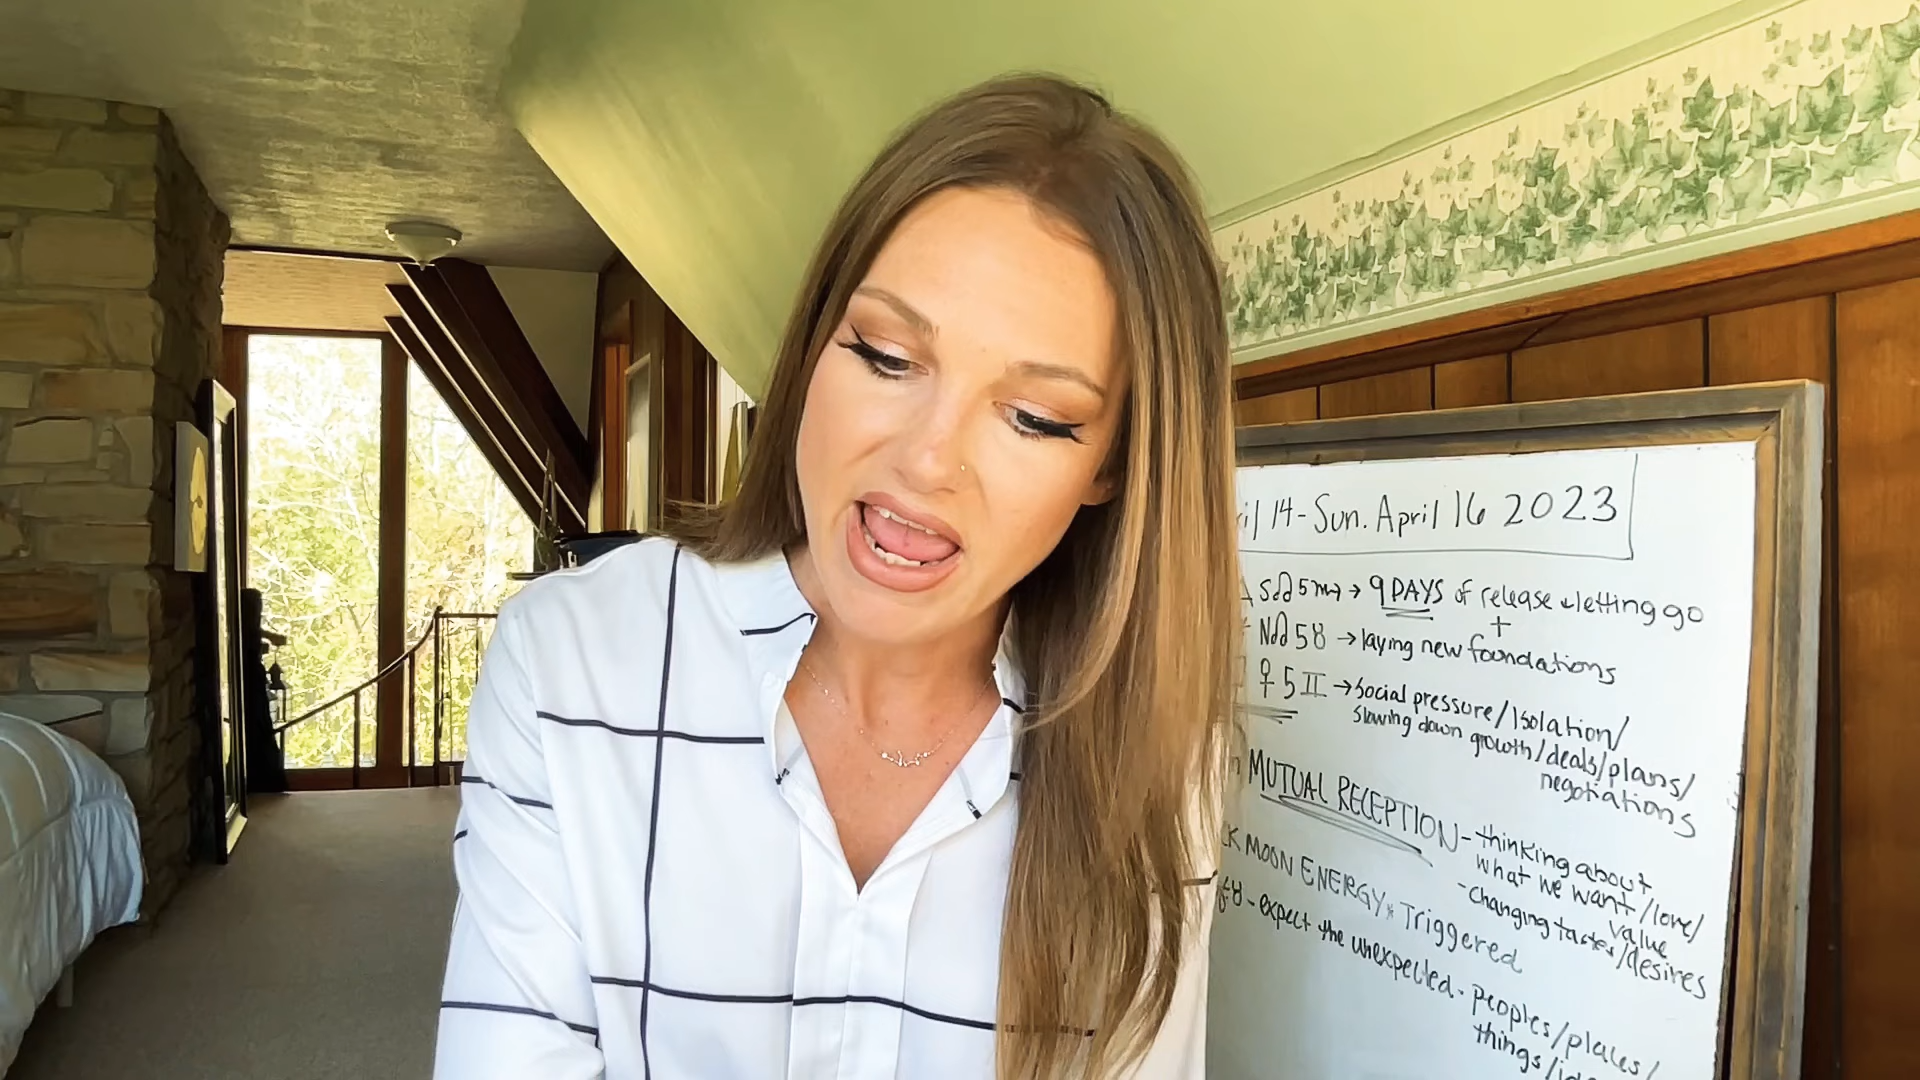 14 - Sun. April 16 2023
5 → 9 DAYS of release + letting go
+
5♉ → laying new foundations
♀ 5 II → Social pressure/Isolation/
Slowing down growth/deals/plans/
negotiations
MUTUAL RECEPTION - thinking about
what we want/love/
value
- changing tastes/desires
MOON ENERGY * Triggered
- expect the unexpected - peoples/places/
things/